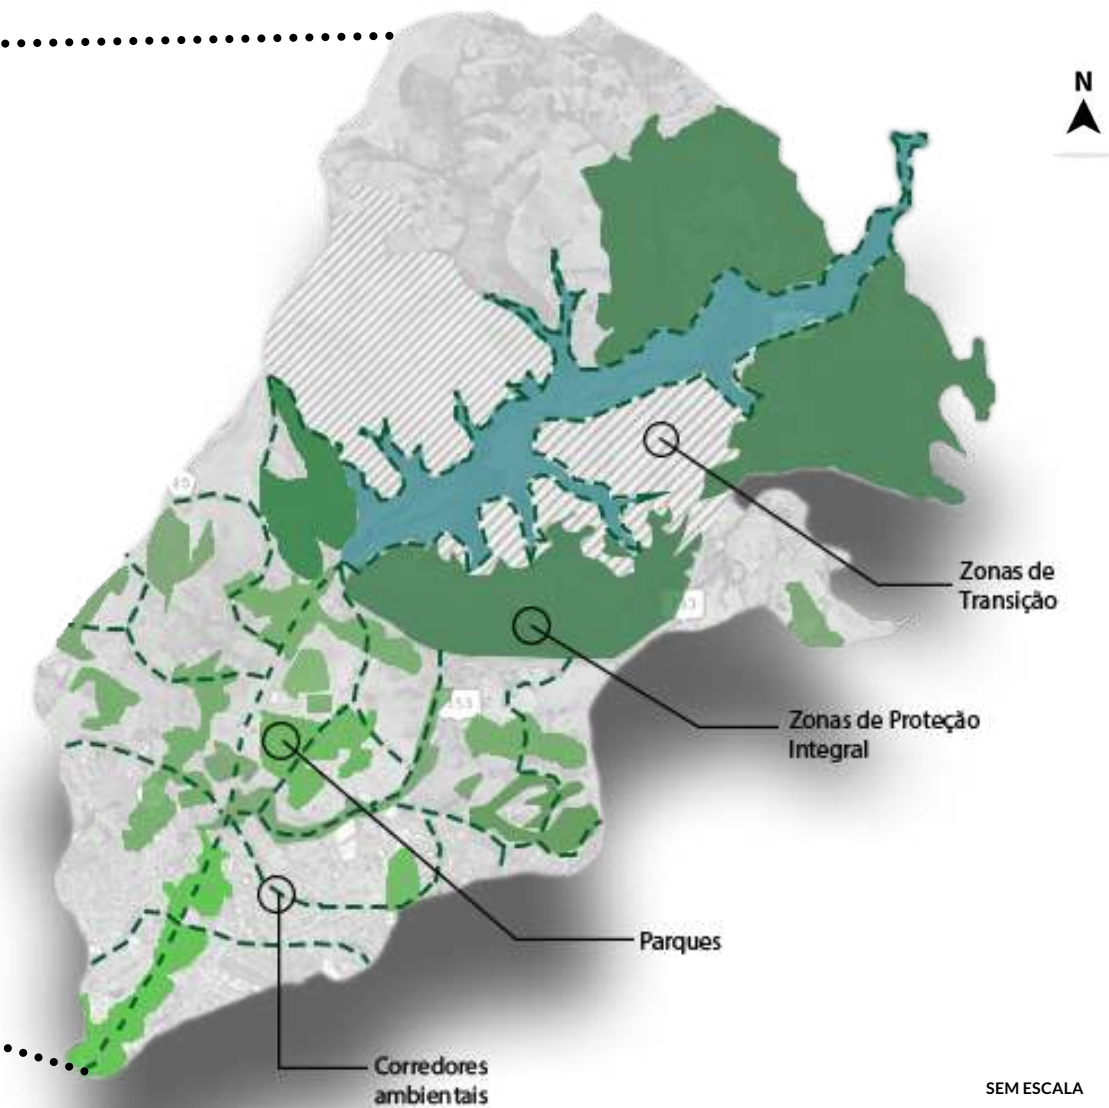 N
Zonas de
Transição
Zonas de Proteção
Integral
Parques
Corredores
ambientais
SEM ESCALA